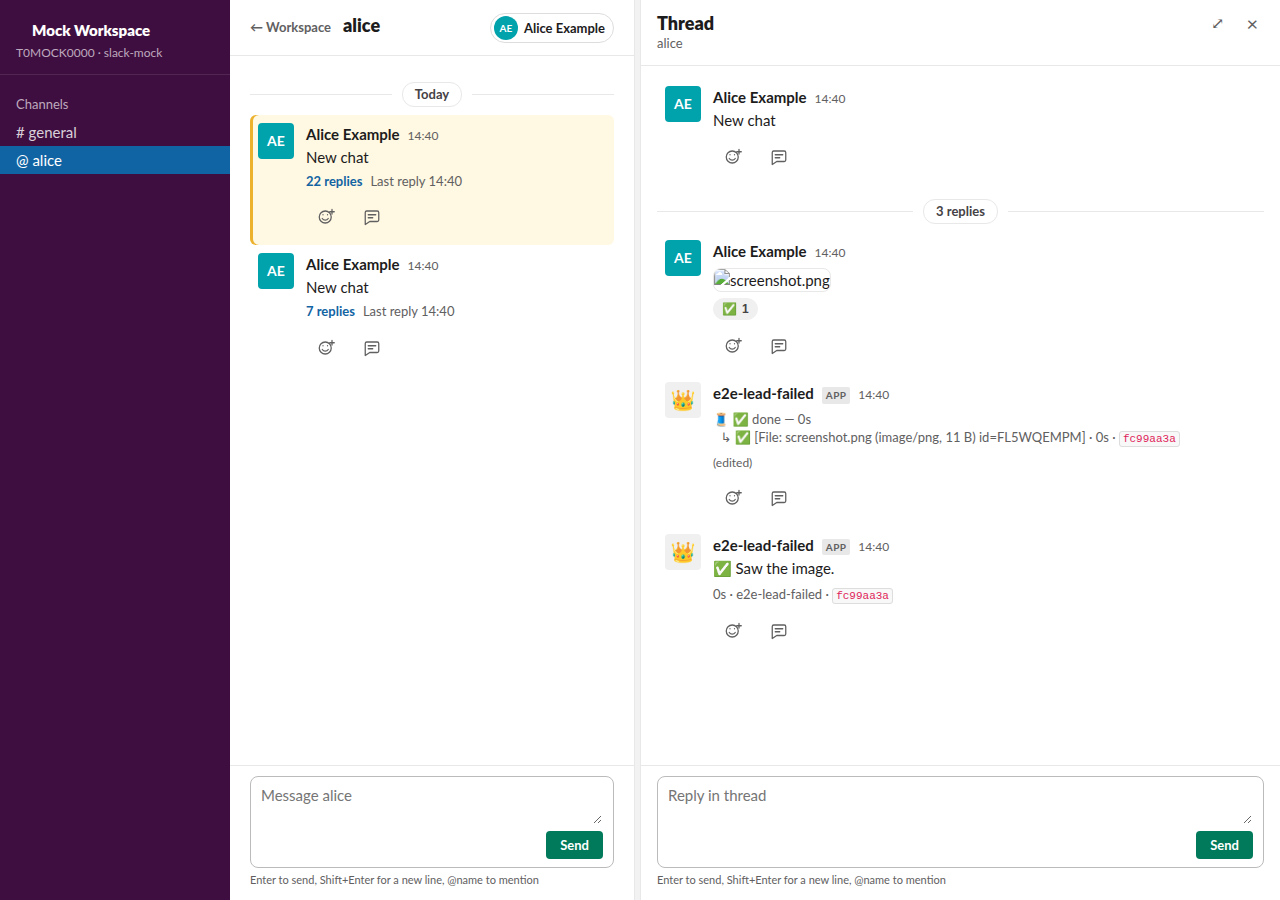 Mock Workspace
T0MOCK0000 · slack-mock
Channels
# general
@ alice
← Workspace alice
AE Alice Example
Today
AE Alice Example 14:40
New chat
22 replies Last reply 14:40
AE Alice Example 14:40
New chat
7 replies Last reply 14:40
Message alice
Send
Enter to send, Shift+Enter for a new line, @name to mention
Thread
alice
AE Alice Example 14:40
New chat
3 replies
AE Alice Example 14:40
screenshot.png
✅ 1
e2e-lead-failed APP 14:40
🧵 ✅ done — 0s
↳ ✅ [File: screenshot.png (image/png, 11 B) id=FL5WQEMPM] · 0s · fc99aa3a
(edited)
e2e-lead-failed APP 14:40
✅ Saw the image.
0s · e2e-lead-failed · fc99aa3a
Reply in thread
Send
Enter to send, Shift+Enter for a new line, @name to mention